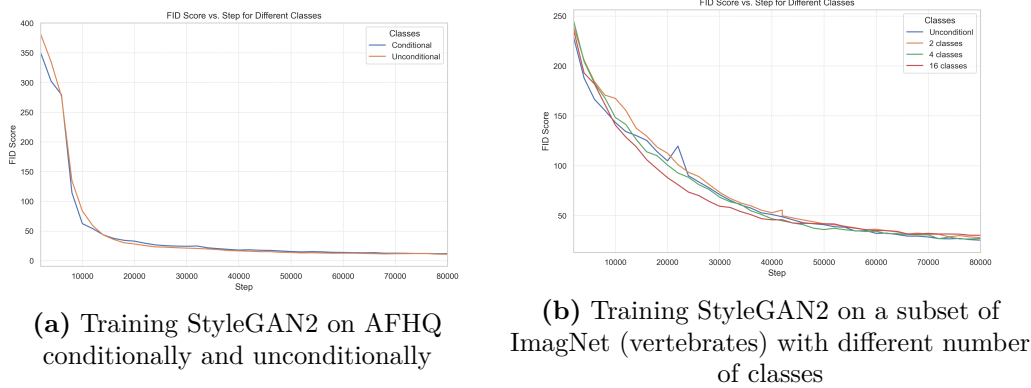 FID Score vs. Step for Different Classes
400
350
300
250
200
150
100
50
0
FID Score
10000 20000 30000 40000 50000 60000 70000 80000
Step
Classes
Conditional
Unconditional
(a) Training StyleGAN2 on AFHQ
conditionally and unconditionally
FID Score vs. Step for Different Classes
250
200
150
100
50
FID Score
10000 20000 30000 40000 50000 60000 70000 80000
Step
Classes
Unconditionl
2 classes
4 classes
16 classes
(b) Training StyleGAN2 on a subset of
ImagNet (vertebrates) with different number
of classes